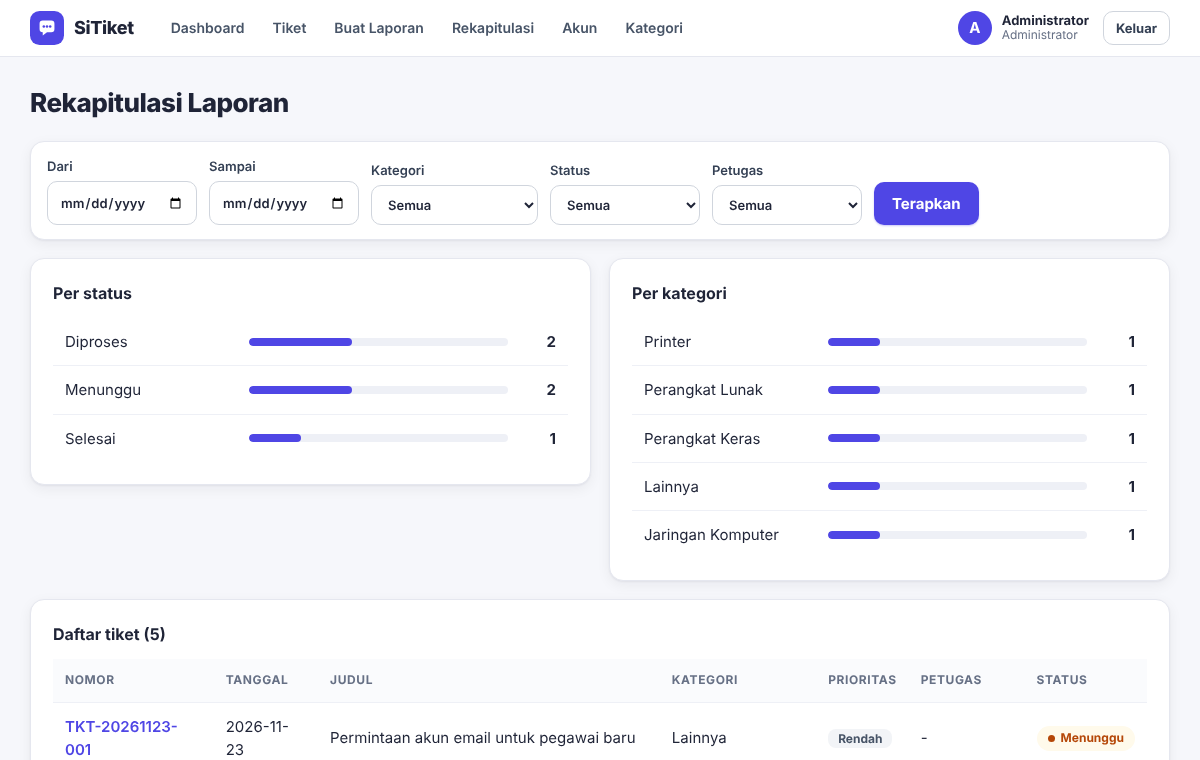 SiTiket
Dashboard Tiket Buat Laporan Rekapitulasi Akun Kategori
A
Administrator
Administrator
Keluar
Rekapitulasi Laporan
Dari Sampai Kategori Status Petugas
mm/dd/yyyy mm/dd/yyyy Semua Semua Semua Terapkan
Per status
Diproses 2
Menunggu 2
Selesai 1
Per kategori
Printer 1
Perangkat Lunak 1
Perangkat Keras 1
Lainnya 1
Jaringan Komputer 1
Daftar tiket (5)
NOMOR TANGGAL JUDUL KATEGORI PRIORITAS PETUGAS STATUS
TKT-20261123-001 2026-11-23 Permintaan akun email untuk pegawai baru Lainnya Rendah - Menunggu